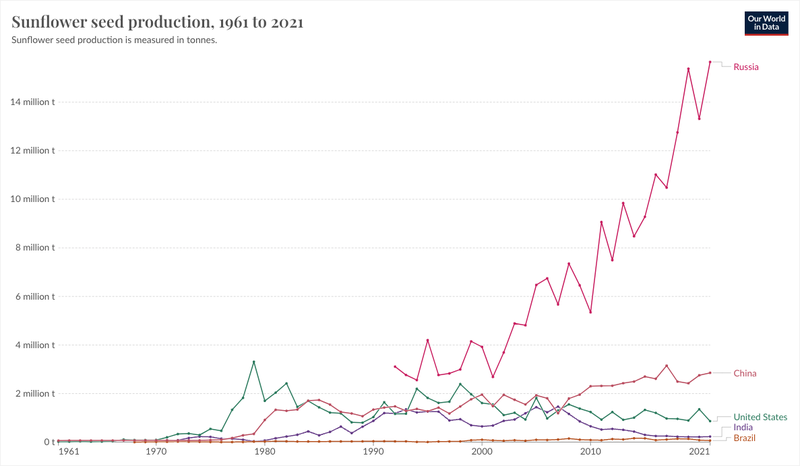 Sunflower seed production, 1961 to 2021
Sunflower seed production is measured in tonnes.
Our World
in Data
Russia
14 million t
12 million t
10 million t
8 million t
6 million t
4 million t
China
2 million t
United States
India
Brazil
0 t
1961
1970
1980
1990
2000
2010
2021